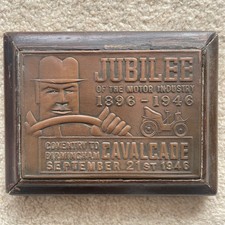 JUBILEE
OF THE MOTOR INDUSTRY
1896-1946
COVENTRY TO
BIRMINGHAM
CAVALCADE
SEPTEMBER 21ST 1946